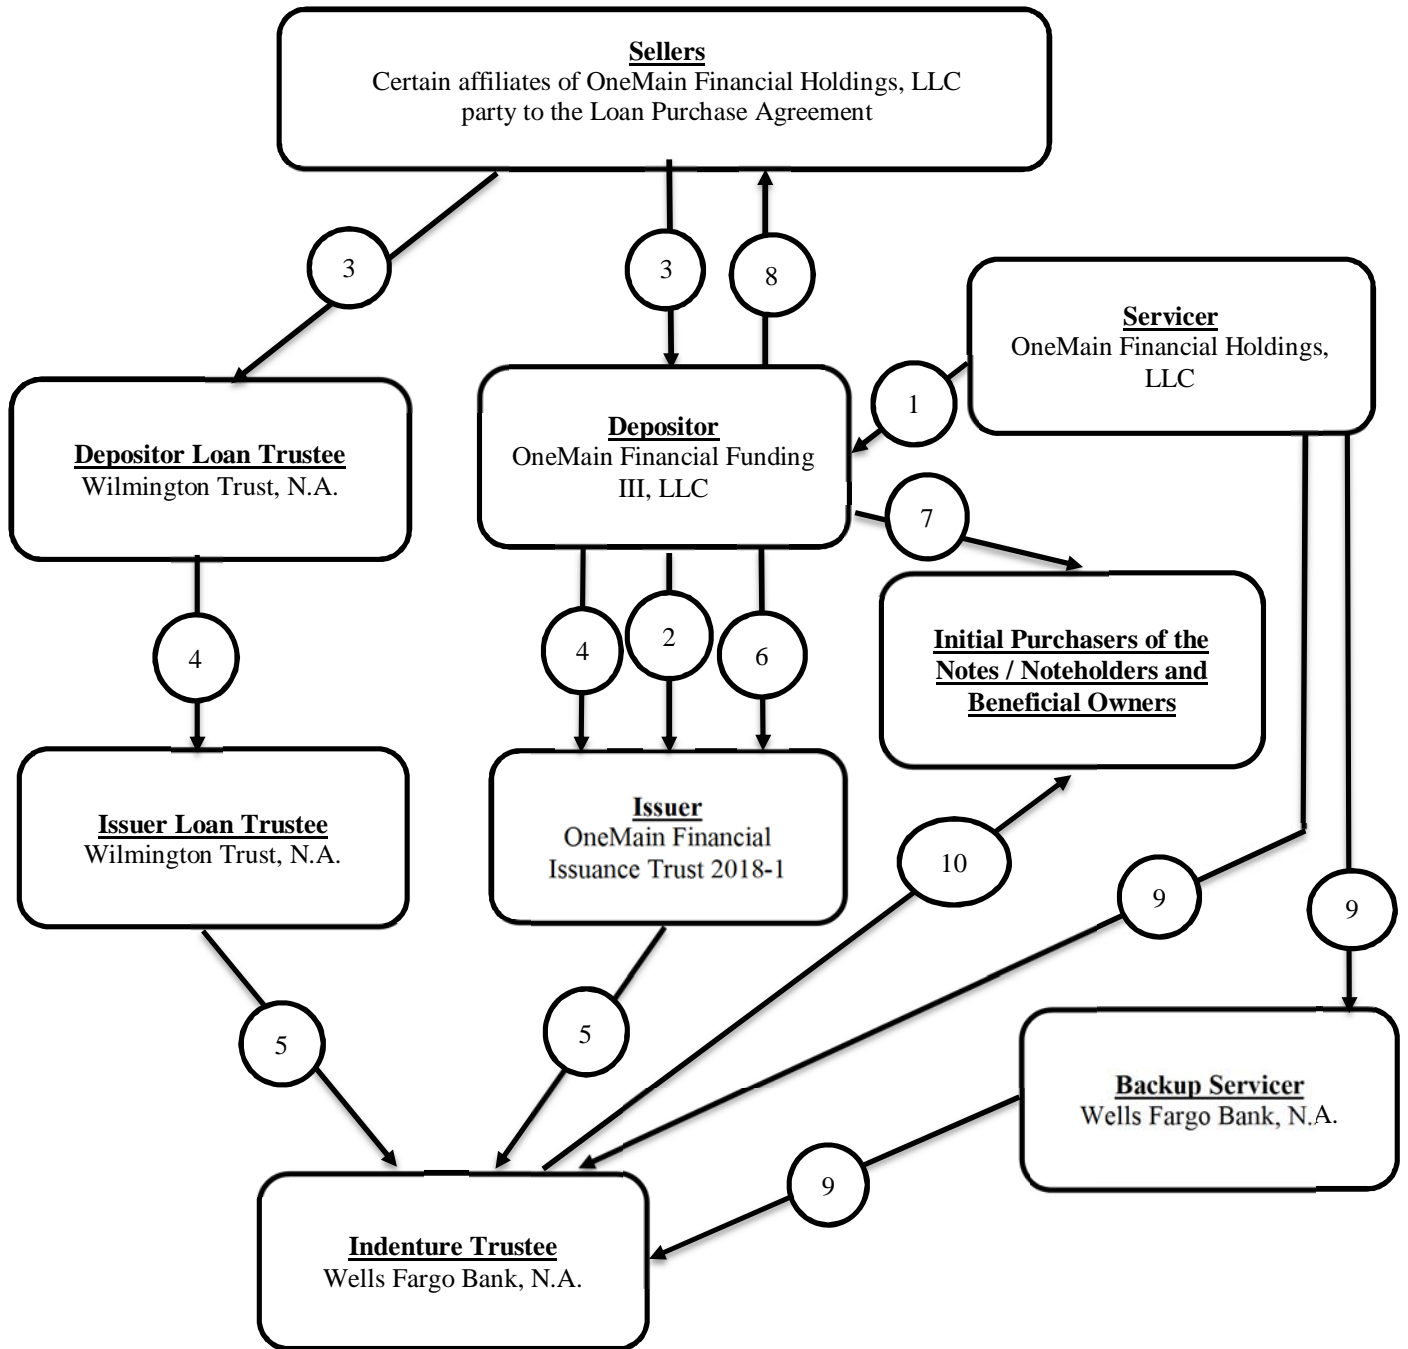 Sellers
Certain affiliates of OneMain Financial Holdings, LLC
party to the Loan Purchase Agreement
3
3
8
Servicer
OneMain Financial Holdings,
LLC
1
Depositor Loan Trustee
Wilmington Trust, N.A.
Depositor
OneMain Financial Funding
III, LLC
7
4
4
2
6
Initial Purchasers of the
Notes / Noteholders and
Beneficial Owners
Issuer Loan Trustee
Wilmington Trust, N.A.
Issuer
OneMain Financial
Issuance Trust 2018-1
10
9
9
5
5
Backup Servicer
Wells Fargo Bank, N.A.
9
Indenture Trustee
Wells Fargo Bank, N.A.